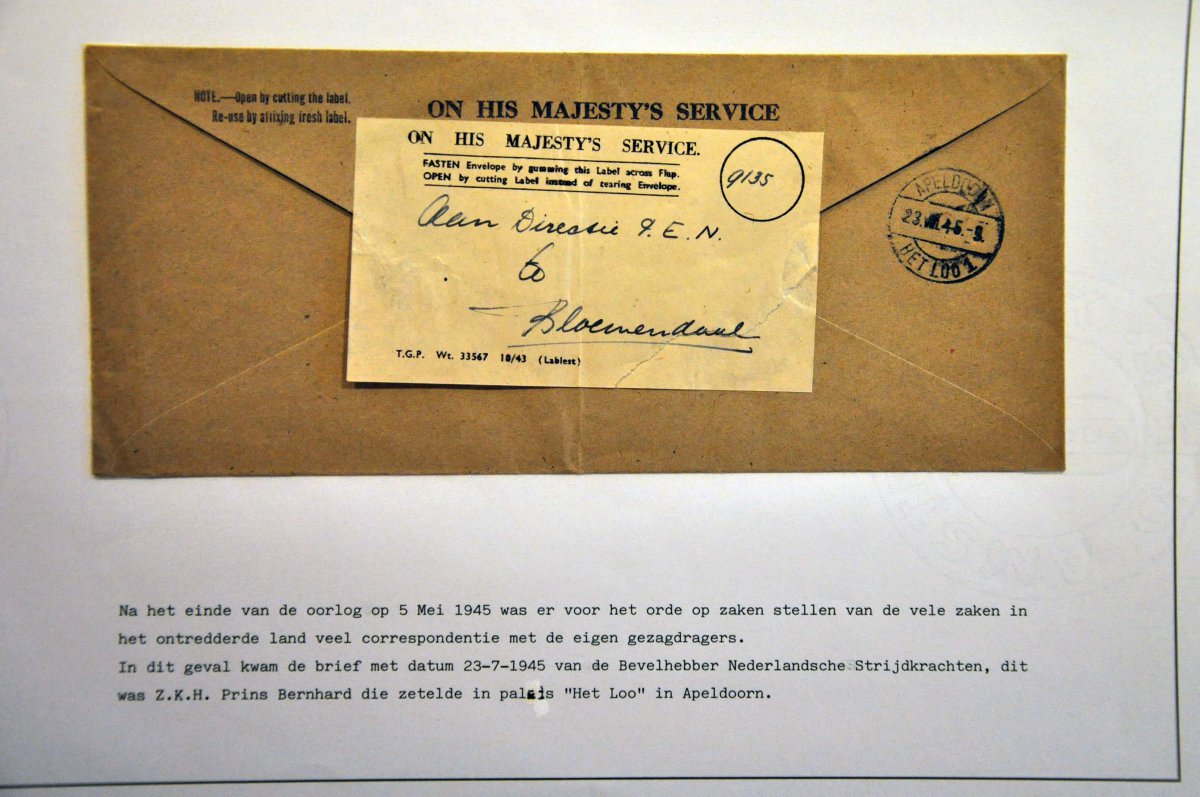 NOTE.—Open by cutting the label.
Re-use by affixing fresh label.
ON HIS MAJESTY'S SERVICE
ON HIS MAJESTY'S SERVICE.
FASTEN Envelope by gumming this Label across Flap.
OPEN by cutting Label instead of tearing Envelope.
9135
Aan Directie P.E.N.
te
Bloemendaal
T.G.P. Wt. 33567 10/43 (Lablest)
APELDOORN
23.VII.45.-9.
HET LOO 1
Na het einde van de oorlog op 5 Mei 1945 was er voor het orde op zaken stellen van de vele zaken in
het ontredderde land veel correspondentie met de eigen gezagdragers.
In dit geval kwam de brief met datum 23-7-1945 van de Bevelhebber Nederlandsche Strijdkrachten, dit
was Z.K.H. Prins Bernhard die zetelde in paleis "Het Loo" in Apeldoorn.